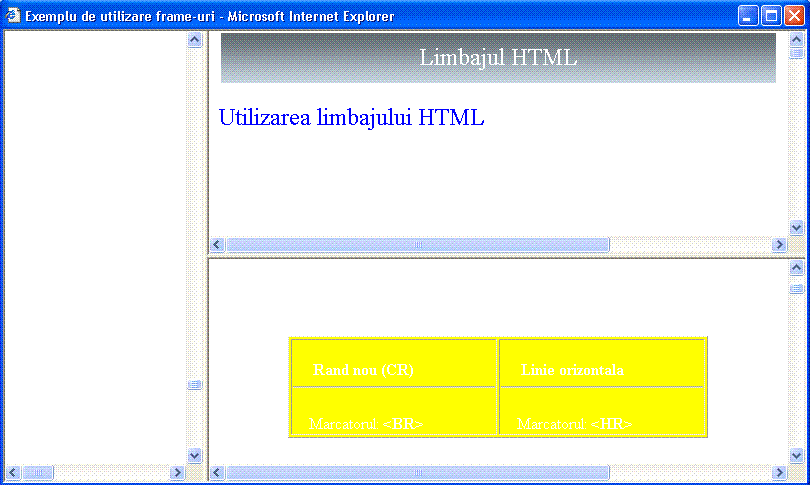 Exemplu de utilizare frame-uri - Microsoft Internet Explorer
Limbajul HTML
Utilizarea limbajului HTML
Rand nou (CR) Linie orizontala
Marcatorul <BR> Marcatorul <HR>